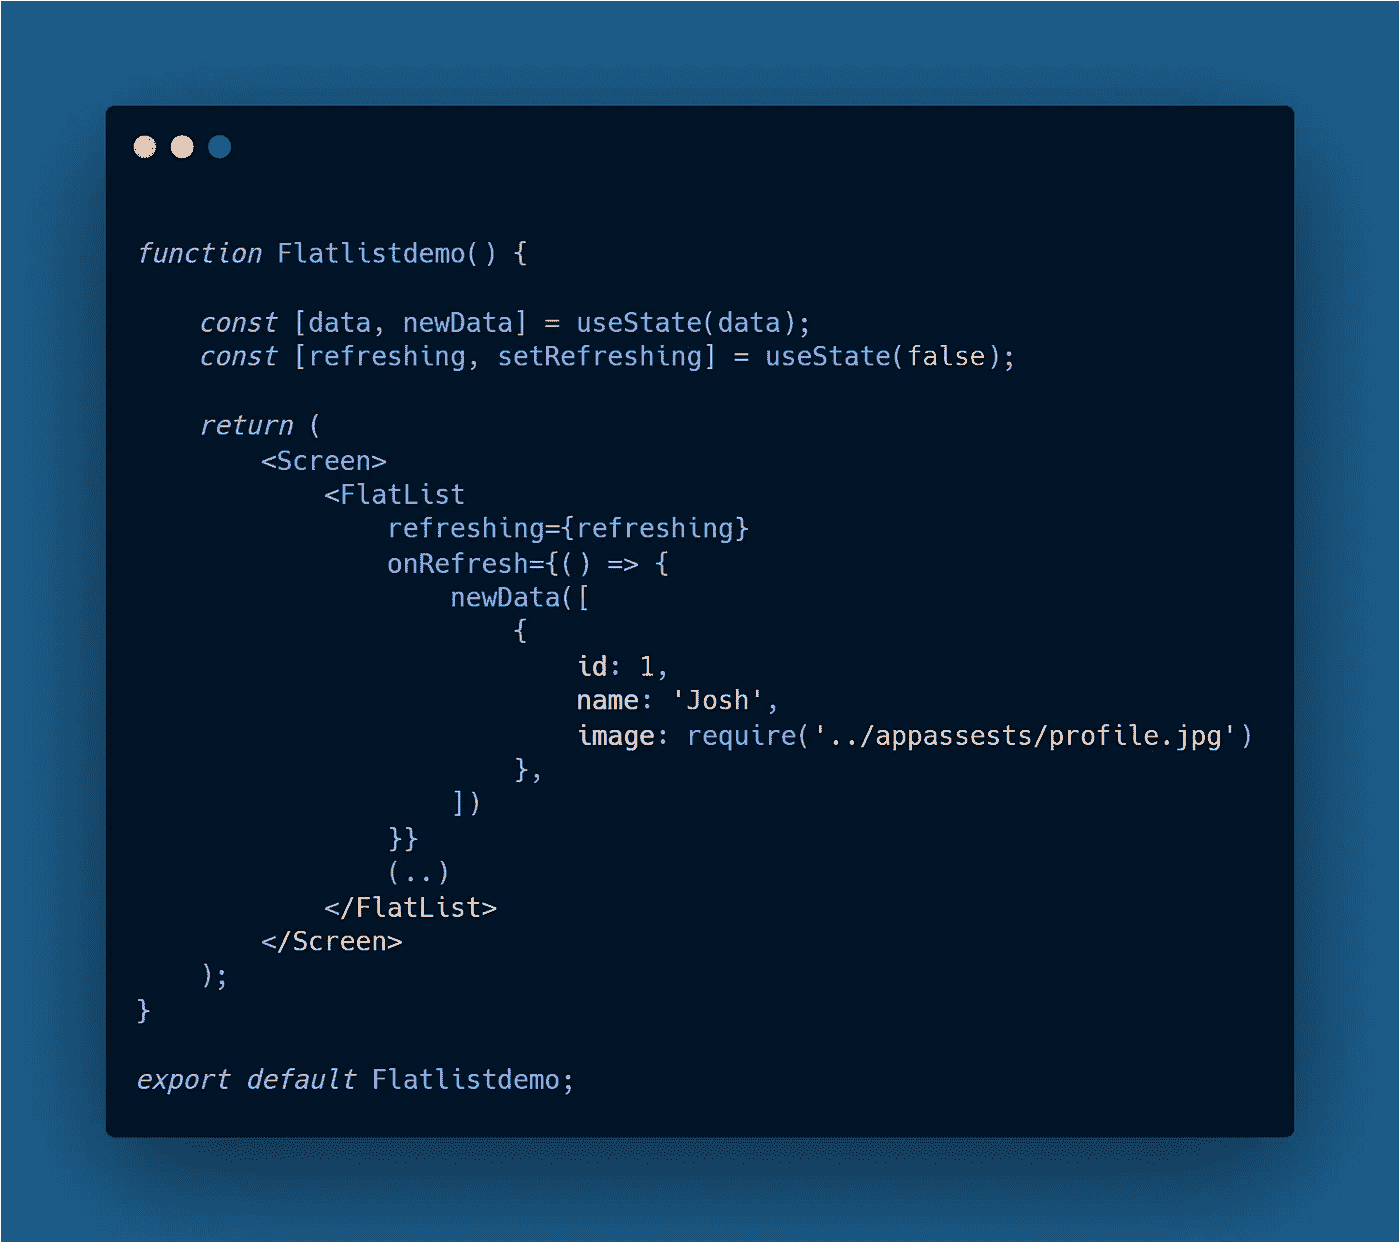 function Flatlistdemo() {
const [data, newData] = useState(data);
const [refreshing, setRefreshing] = useState(false);
return (
<Screen>
<FlatList
refreshing={refreshing}
onRefresh={() => {
newData([
{
id: 1,
name: 'Josh',
image: require('../appassests/profile.jpg')
},
])
}}
(..)
</FlatList>
</Screen>
);
}
export default Flatlistdemo;